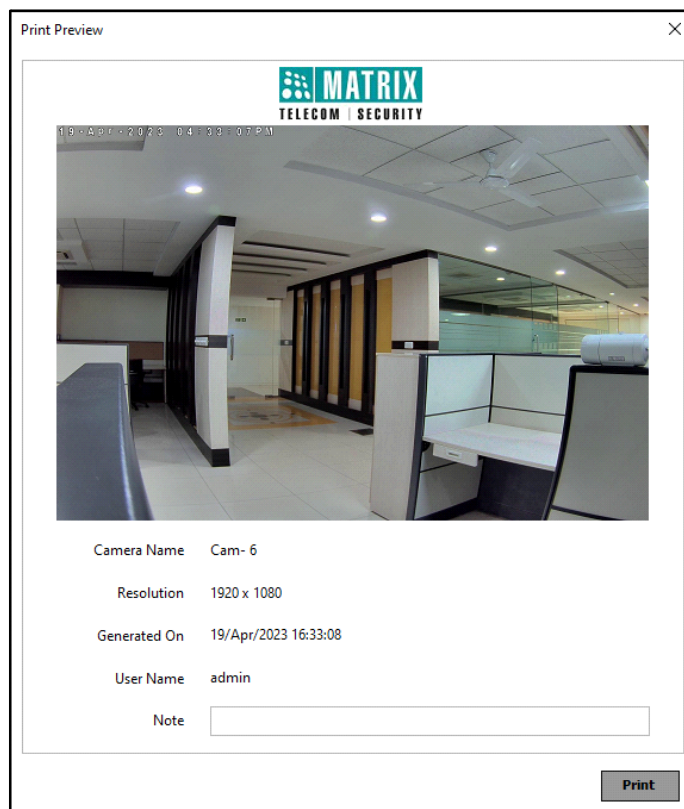 Print Preview
MATRIX
TELECOM | SECURITY
19-Apr-2023 04:33:07PM
Camera Name Cam- 6
Resolution 1920 x 1080
Generated On 19/Apr/2023 16:33:08
User Name admin
Note
Print